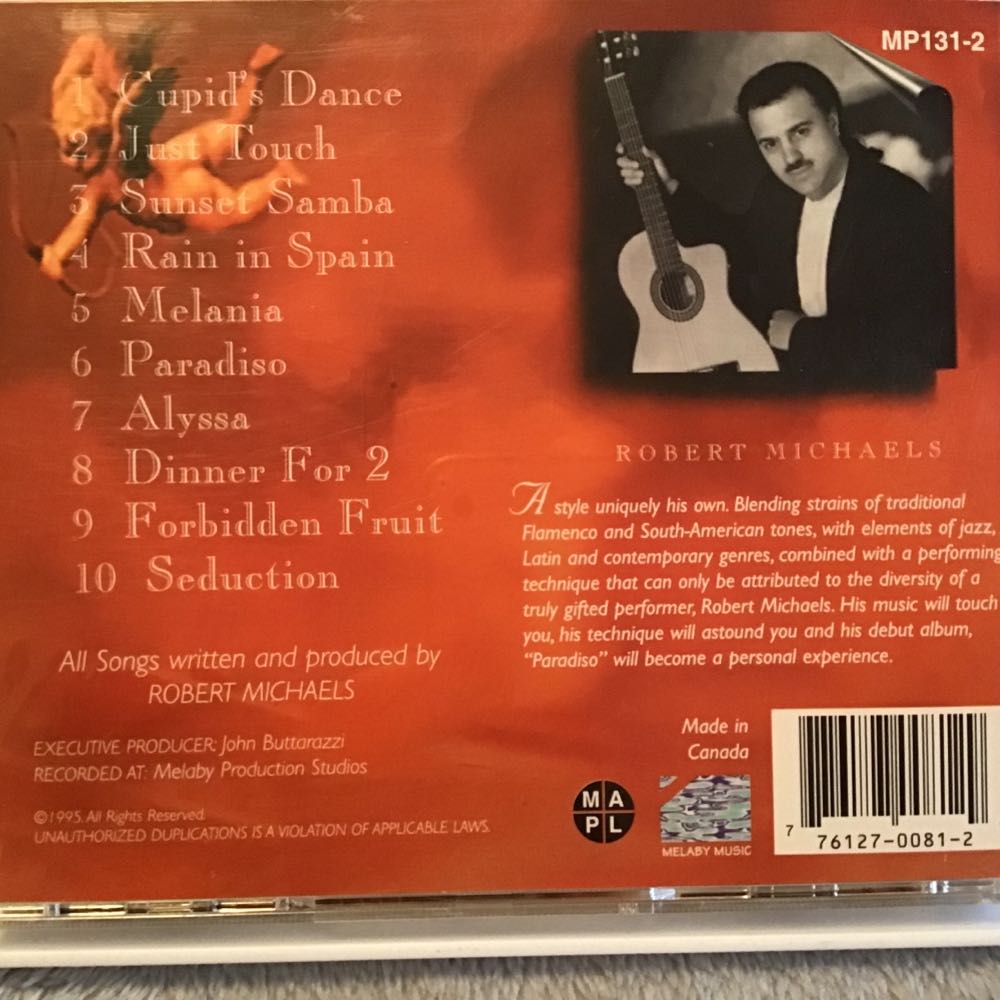 MP131-2
1 Cupid's Dance
2 Just Touch
3 Sunset Samba
4 Rain in Spain
5 Melania
6 Paradiso
7 Alyssa
8 Dinner For 2
9 Forbidden Fruit
10 Seduction
All Songs written and produced by
ROBERT MICHAELS
EXECUTIVE PRODUCER: John Buttarazzi
RECORDED AT: Melaby Production Studios
©1995. All Rights Reserved.
UNAUTHORIZED DUPLICATIONS IS A VIOLATION OF APPLICABLE LAWS.
ROBERT MICHAELS
A style uniquely his own. Blending strains of traditional
Flamenco and South-American tones, with elements of jazz,
Latin and contemporary genres, combined with a performing
technique that can only be attributed to the diversity of a
truly gifted performer, Robert Michaels. His music will touch
you, his technique will astound you and his debut album,
"Paradiso" will become a personal experience.
Made in
Canada
MA
PL
MELABY MUSIC
7 76127-0081-2